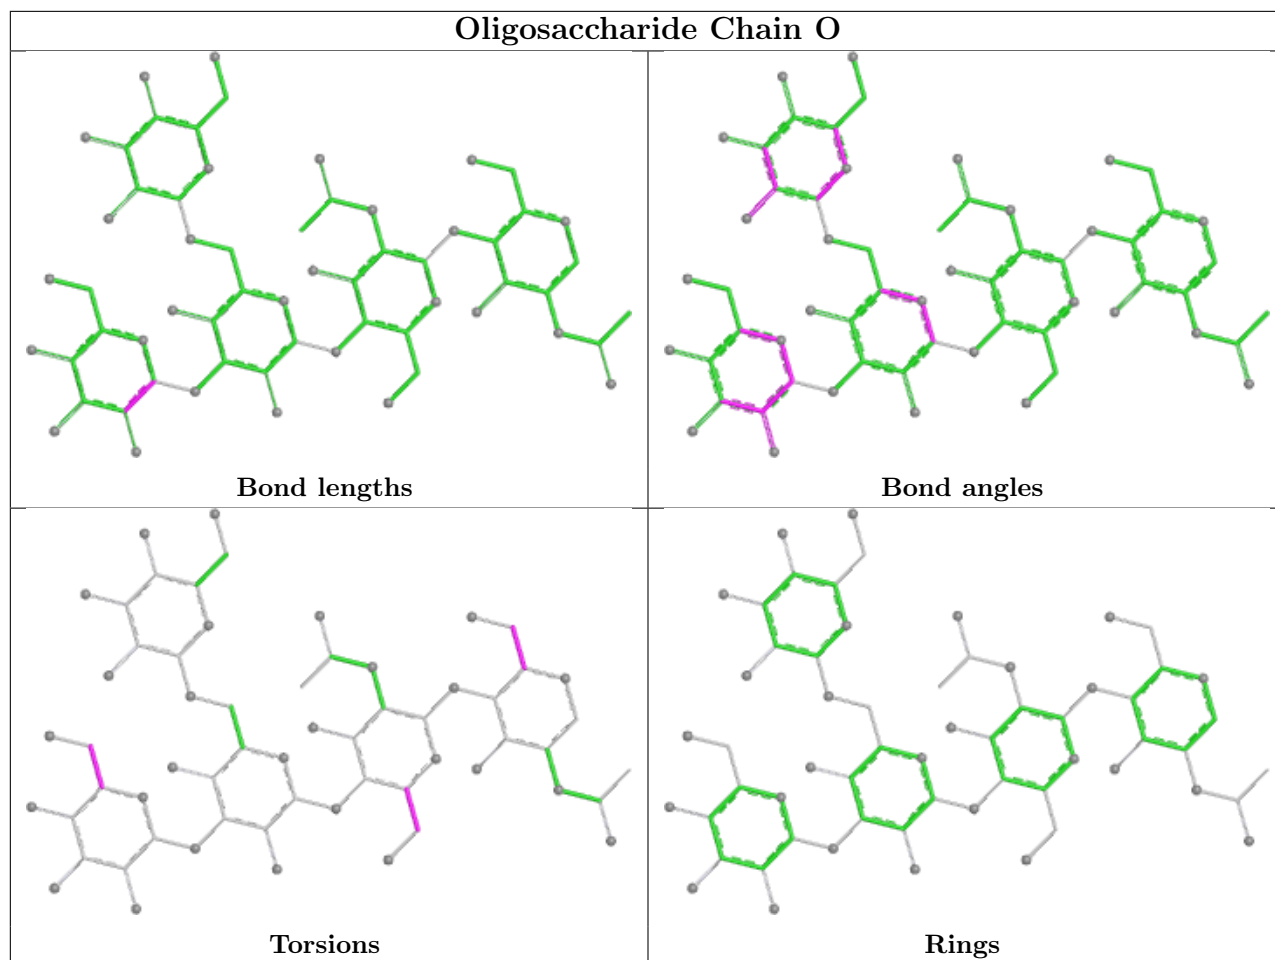 Oligosaccharide Chain O
Bond lengths
Bond angles
Torsions
Rings